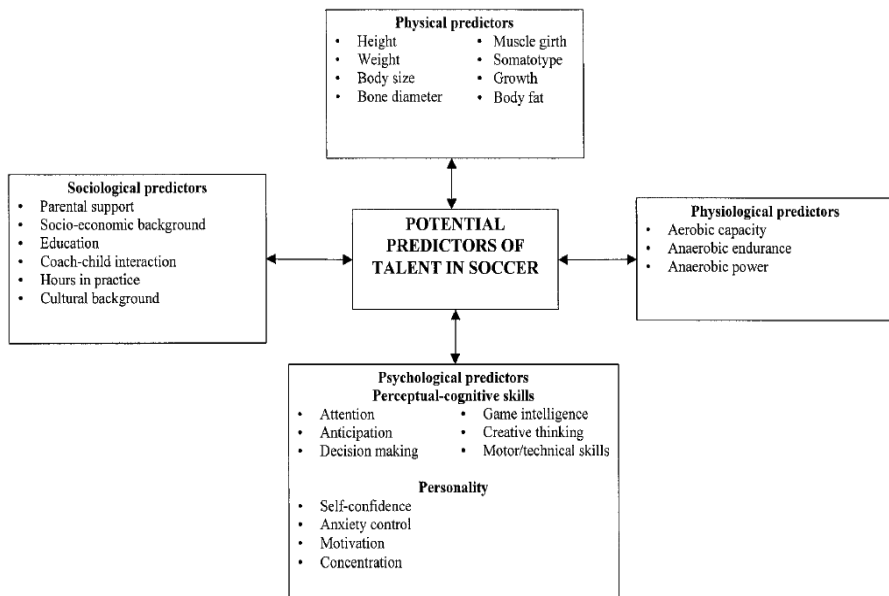 Physical predictors
• Height
• Weight
• Body size
• Bone diameter
• Muscle girth
• Somatotype
• Growth
• Body fat
Sociological predictors
• Parental support
• Socio-economic background
• Education
• Coach-child interaction
• Hours in practice
• Cultural background
POTENTIAL
PREDICTORS OF
TALENT IN SOCCER
Physiological predictors
• Aerobic capacity
• Anaerobic endurance
• Anaerobic power
Psychological predictors
Perceptual-cognitive skills
• Attention
• Anticipation
• Decision making
• Game intelligence
• Creative thinking
• Motor/technical skills
Personality
• Self-confidence
• Anxiety control
• Motivation
• Concentration